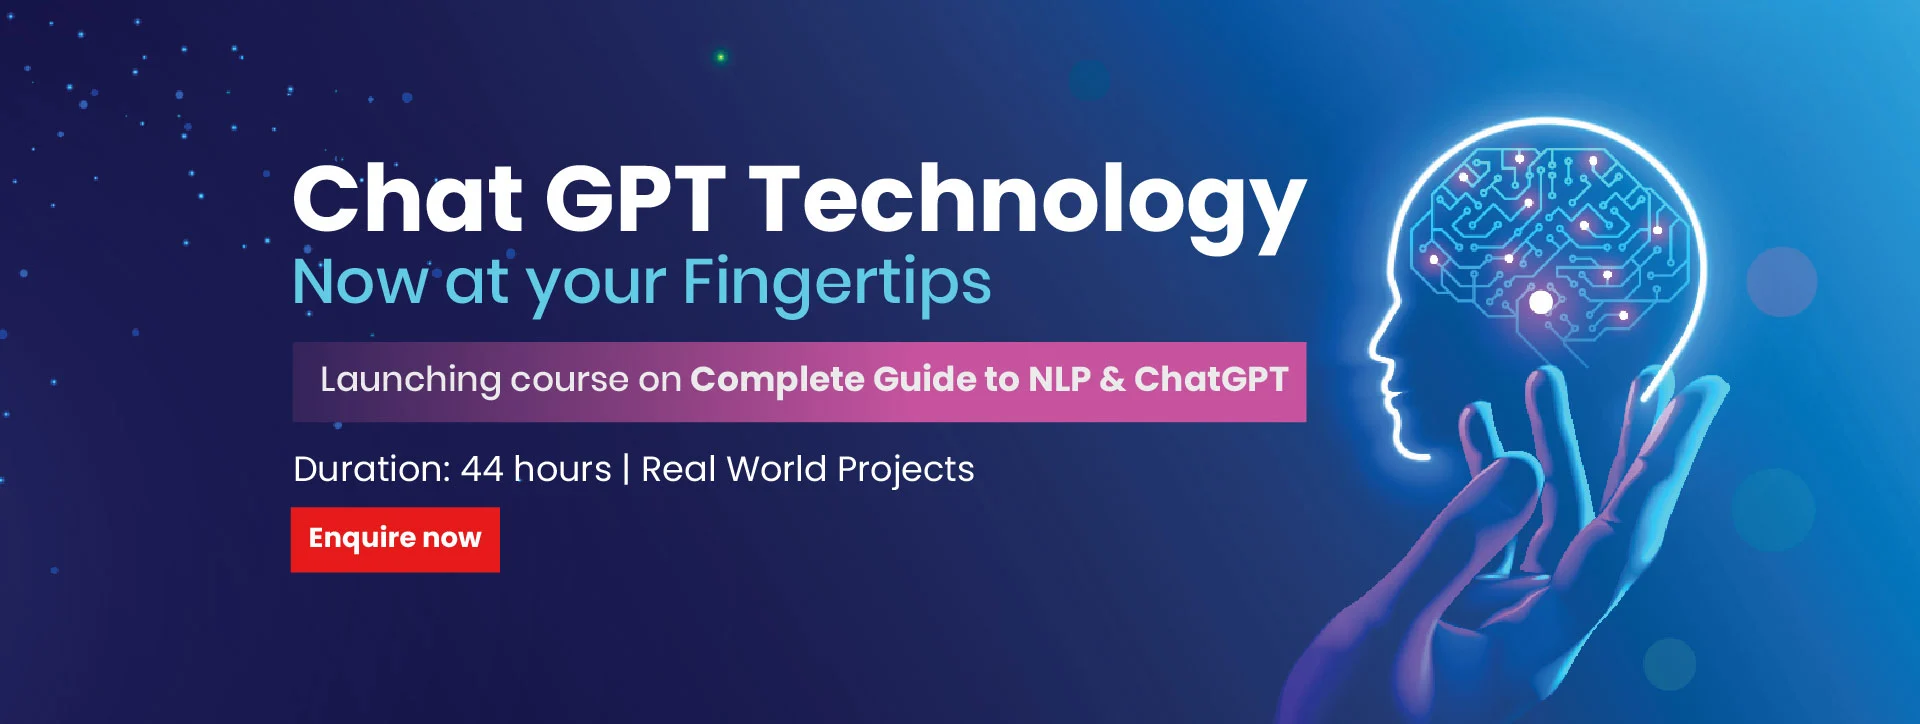 Chat GPT Technology
Now at your Fingertips
Launching course on Complete Guide to NLP & ChatGPT
Duration: 44 hours | Real World Projects
Enquire now